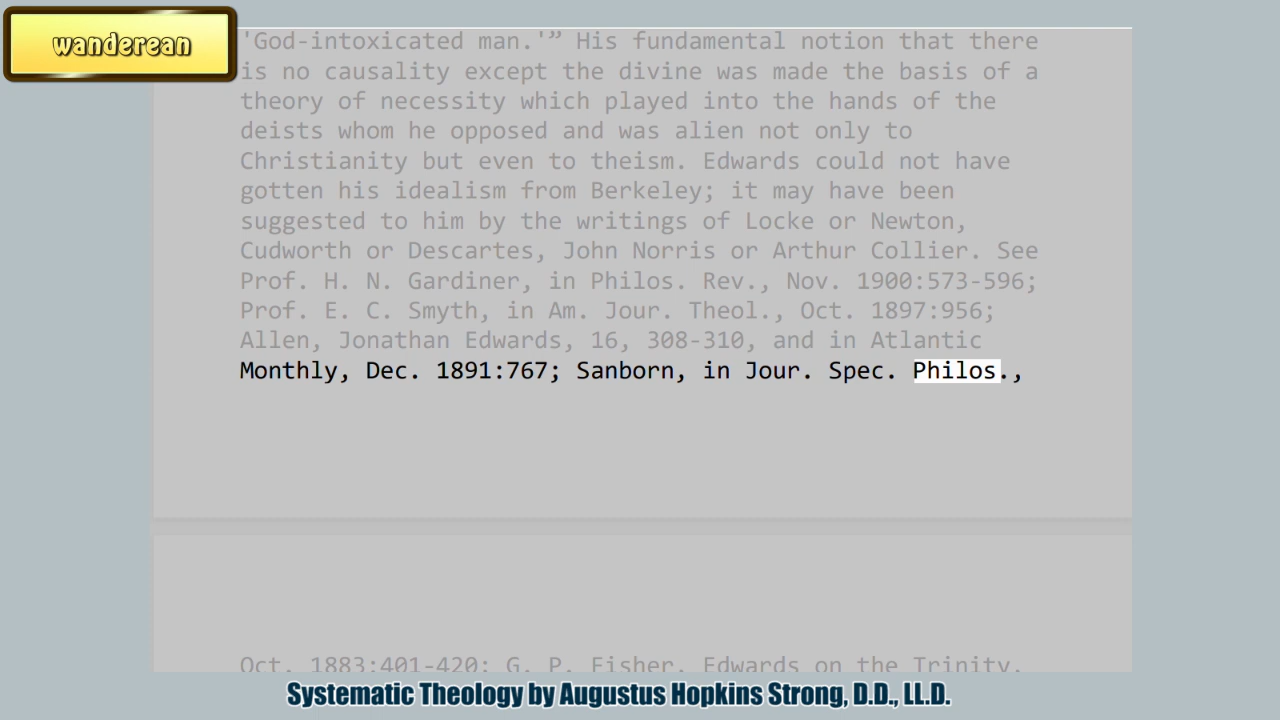 wanderean
'God-intoxicated man.'” His fundamental notion that there
is no causality except the divine was made the basis of a
theory of necessity which played into the hands of the
deists whom he opposed and was alien not only to
Christianity but even to theism. Edwards could not have
gotten his idealism from Berkeley; it may have been
suggested to him by the writings of Locke or Newton,
Cudworth or Descartes, John Norris or Arthur Collier. See
Prof. H. N. Gardiner, in Philos. Rev., Nov. 1900:573-596;
Prof. E. C. Smyth, in Am. Jour. Theol., Oct. 1897:956;
Allen, Jonathan Edwards, 16, 308-310, and in Atlantic
Monthly, Dec. 1891:767; Sanborn, in Jour. Spec. Philos.,
Oct. 1883:401-420; G. P. Fisher, Edwards on the Trinity,
Systematic Theology by Augustus Hopkins Strong, D.D., LL.D.